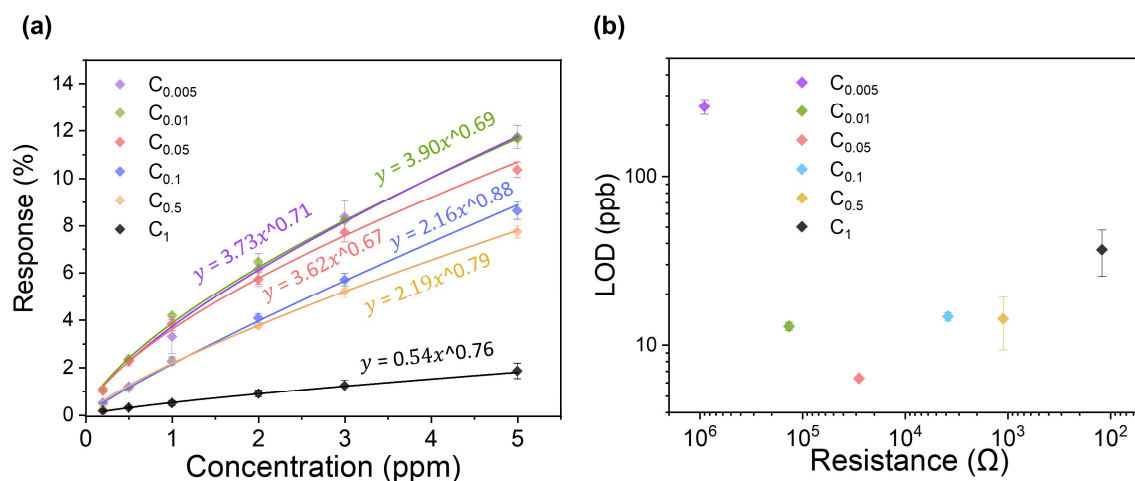 (a)
Response (%)
14
12
10
8
6
4
2
0
C0.005
C0.01
C0.05
C0.1
C0.5
C1
y = 3.90x^0.69
y = 3.73x^0.71
y = 3.62x^0.67
y = 2.16x^0.88
y = 2.19x^0.79
y = 0.54x^0.76
0 1 2 3 4 5
Concentration (ppm)
(b)
LOD (ppb)
100
10
C0.005
C0.01
C0.05
C0.1
C0.5
C1
10^6 10^5 10^4 10^3 10^2
Resistance (Ω)